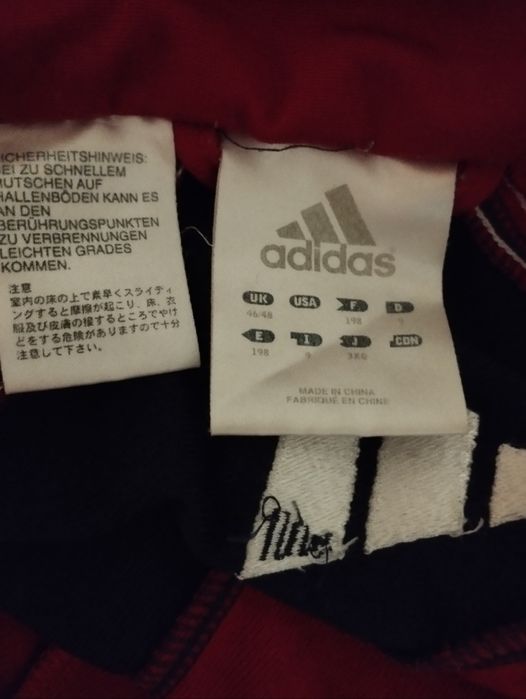 ICHERHEITSHINWEIS:
EI ZU SCHNELLEM
UTSCHEN AUF
HALLENBÖDEN KANN ES
AN DEN
BERÜHRUNGSPUNKTEN
ZU VERBRENNUNGEN
LEICHTEN GRADES
KOMMEN.
注意
室内の床の上で素早くスライディ
ングすると摩擦が起こり、床、衣
服及び皮膚の接するところでやけ
どをする危険がありますので十分
注意して下さい。
adidas
UK USA F D
46/48 198 9
E I J CDN
198 9 3XO
MADE IN CHINA
FABRIQUÉ EN CHINE